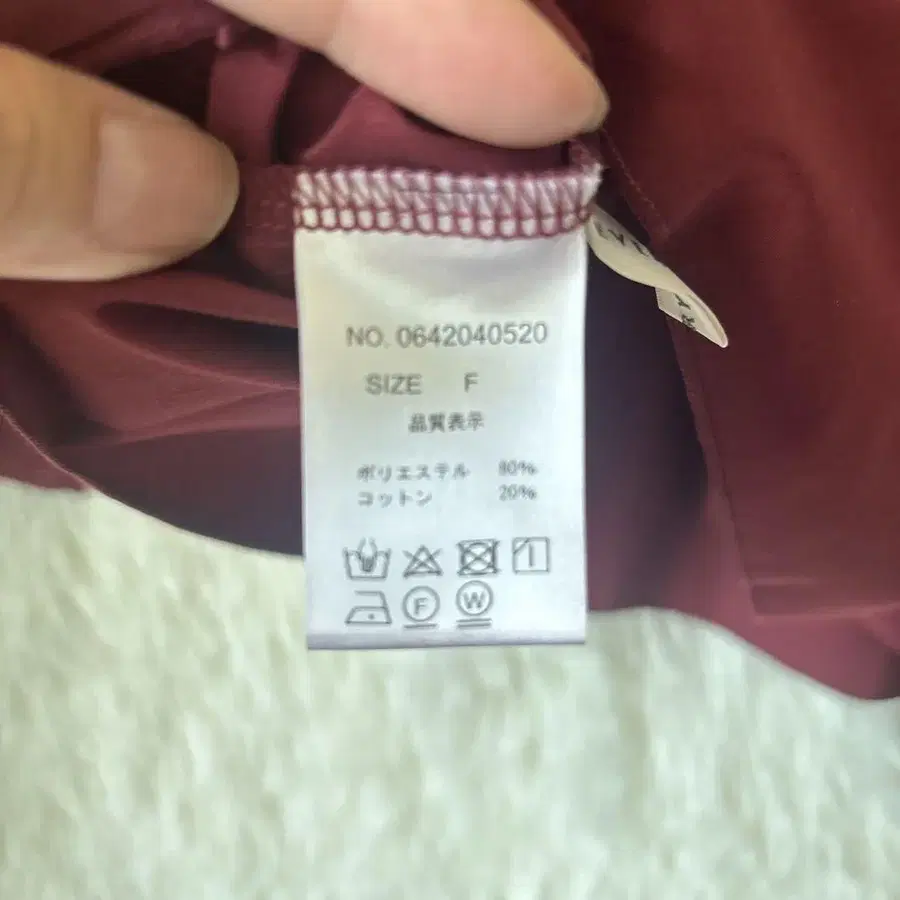 NO. 0642040520
SIZE F
品質表示
ポリエステル 80%
コットン 20%
F W